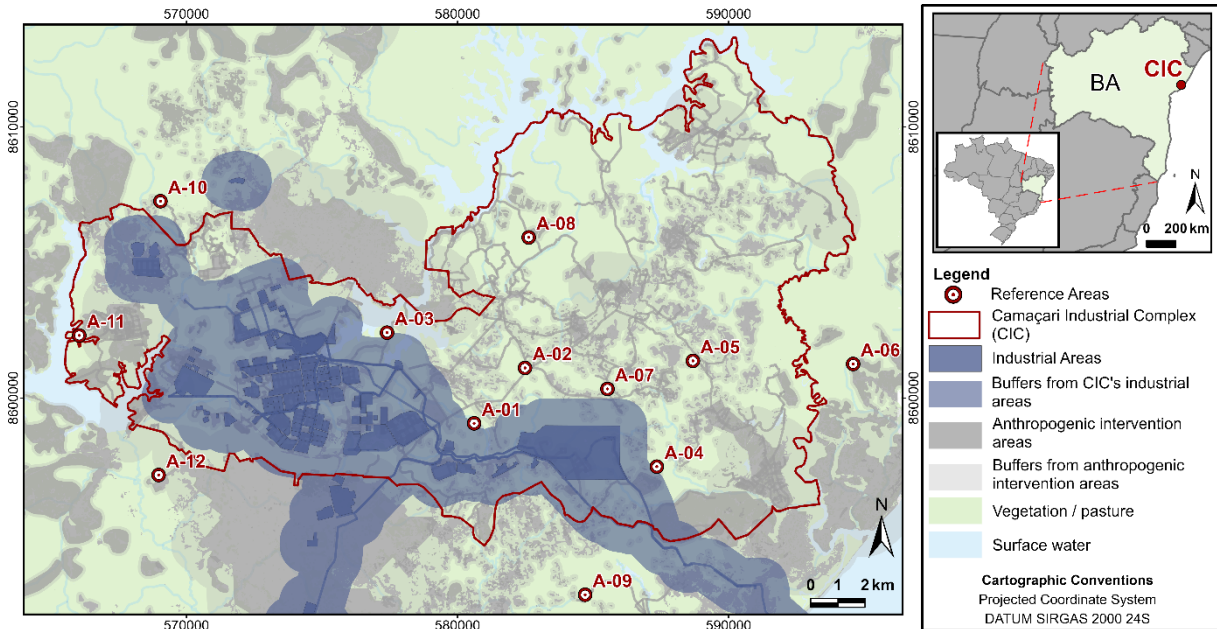 570000
580000
590000
8610000
8610000
A-10
A-08
A-11
A-03
A-02
A-05
A-06
A-07
A-01
8600000
8600000
A-12
A-04
N
A-09
0 1 2 km
570000
580000
590000
BA
CIC
N
0 200 km
Legend
Reference Areas
Camaçari Industrial Complex
(CIC)
Industrial Areas
Buffers from CIC's industrial
areas
Anthropogenic intervention
areas
Buffers from anthropogenic
intervention areas
Vegetation / pasture
Surface water
Cartographic Conventions
Projected Coordinate System
DATUM SIRGAS 2000 24S